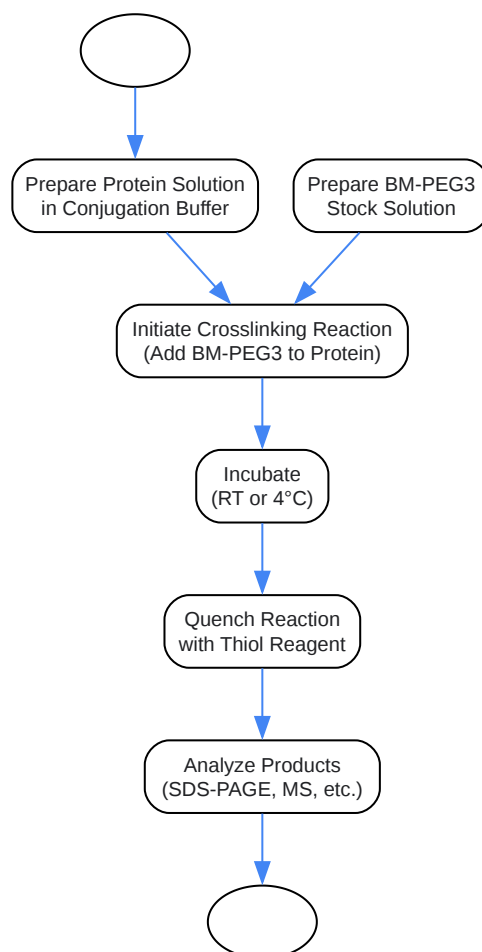 Prepare Protein Solution
in Conjugation Buffer
Prepare BM-PEG3
Stock Solution
Initiate Crosslinking Reaction
(Add BM-PEG3 to Protein)
Incubate
(RT or 4°C)
Quench Reaction
with Thiol Reagent
Analyze Products
(SDS-PAGE, MS, etc.)